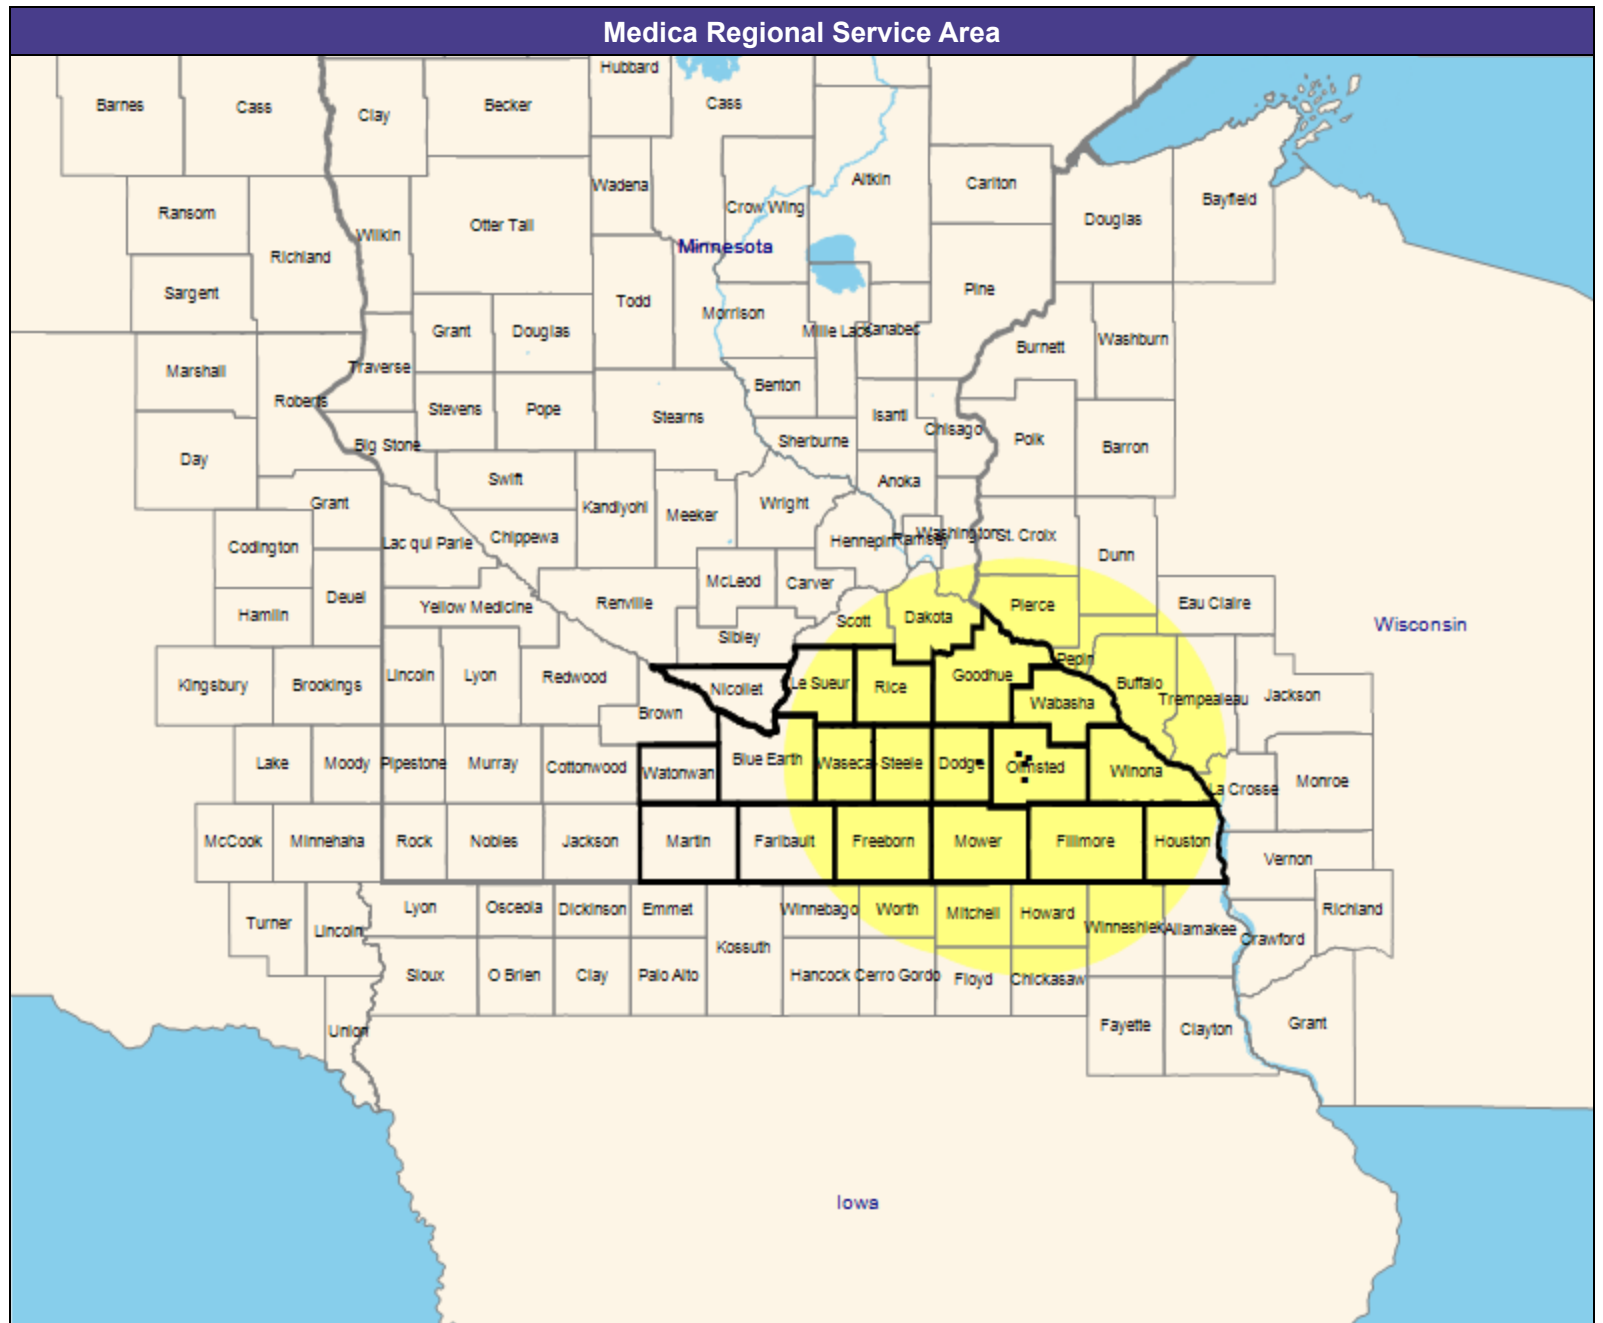 Medica Regional Service Area
Hubbard
Barnes
Cass
Clay
Becker
Cass
Wadena
Crow Wing
Aitkin
Carlton
Bayfield
Ransom
Wilkin
Otter Tail
Douglas
Richland
Minnesota
Sargent
Todd
Pine
Morrison
Grant
Douglas
Mille Lacs
Kanabec
Burnett
Washburn
Marshall
Traverse
Roberts
Stevens
Pope
Stearns
Benton
Isanti
Chisago
Polk
Barron
Day
Big Stone
Sherburne
Swift
Anoka
Grant
Kandiyohi
Meeker
Wright
Codington
Lac qui Parle
Chippewa
Hennepin
Ramsey
Washington
St. Croix
Dunn
McLeod
Carver
Deuel
Hamlin
Yellow Medicine
Renville
Sibley
Scott
Dakota
Pierce
Eau Claire
Wisconsin
Kingsbury
Brookings
Lincoln
Lyon
Redwood
Nicollet
Le Sueur
Rice
Goodhue
Pepin
Buffalo
Trempealeau
Jackson
Brown
Wabasha
Lake
Moody
Pipestone
Murray
Cottonwood
Watonwan
Blue Earth
Waseca
Steele
Dodge
Olmsted
Winona
La Crosse
Monroe
McCook
Minnehaha
Rock
Nobles
Jackson
Martin
Faribault
Freeborn
Mower
Fillmore
Houston
Vernon
Turner
Lincoln
Lyon
Osceola
Dickinson
Emmet
Kossuth
Winnebago
Worth
Mitchell
Howard
Winneshiek
Allamakee
Crawford
Richland
Sioux
O Brien
Clay
Palo Alto
Hancock
Cerro Gordo
Floyd
Chickasaw
Union
Fayette
Clayton
Grant
Iowa